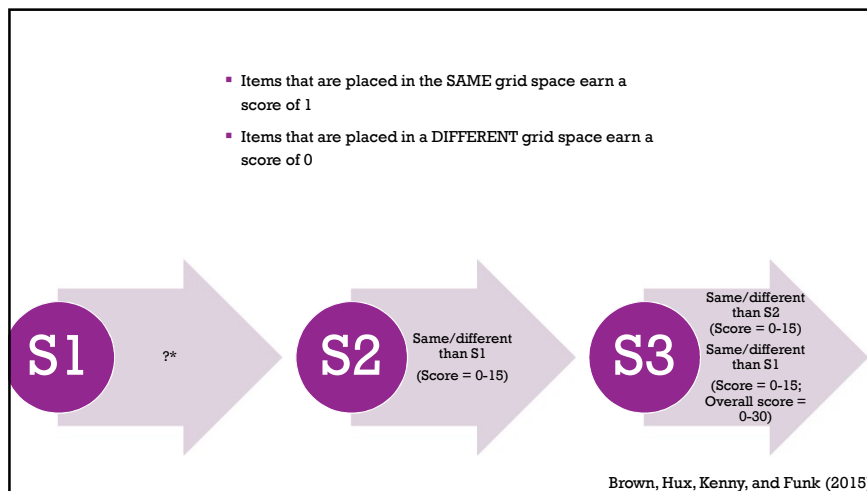 ▪ Items that are placed in the SAME grid space earn a
score of 1
▪ Items that are placed in a DIFFERENT grid space earn a
score of 0
S1
?*
S2
Same/different
than S1
(Score = 0-15)
S3
Same/different
than S2
(Score = 0-15)
Same/different
than S1
(Score = 0-15;
Overall score =
0-30)
Brown, Hux, Kenny, and Funk (2015)